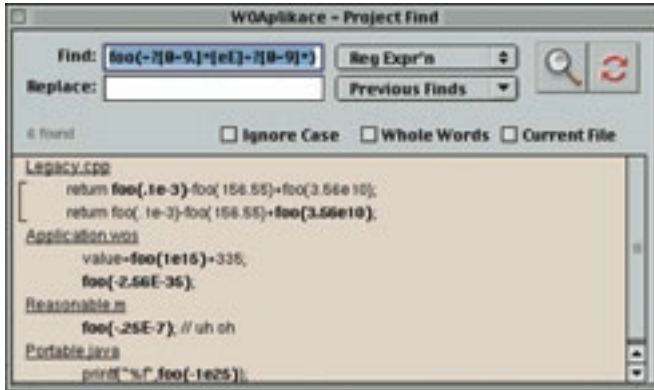 WOAplikace – Project Find
Find: foo(-?[0-9.]*[eE]-?[0-9]*)
Reg Expr'n
Replace:
Previous Finds
6 found
Ignore Case Whole Words Current File
Legacy.cpp
return foo(.1e-3)-foo(156.55)+foo(3.56e10);
return foo(.1e-3)-foo(156.55)+foo(3.56e10);
Application.wos
value=foo(1e15)+335;
foo(-2.56E-35);
Reasonable.m
foo(-.25E-7); // uh oh
Portable.java
printf("%f",foo(-1e25));